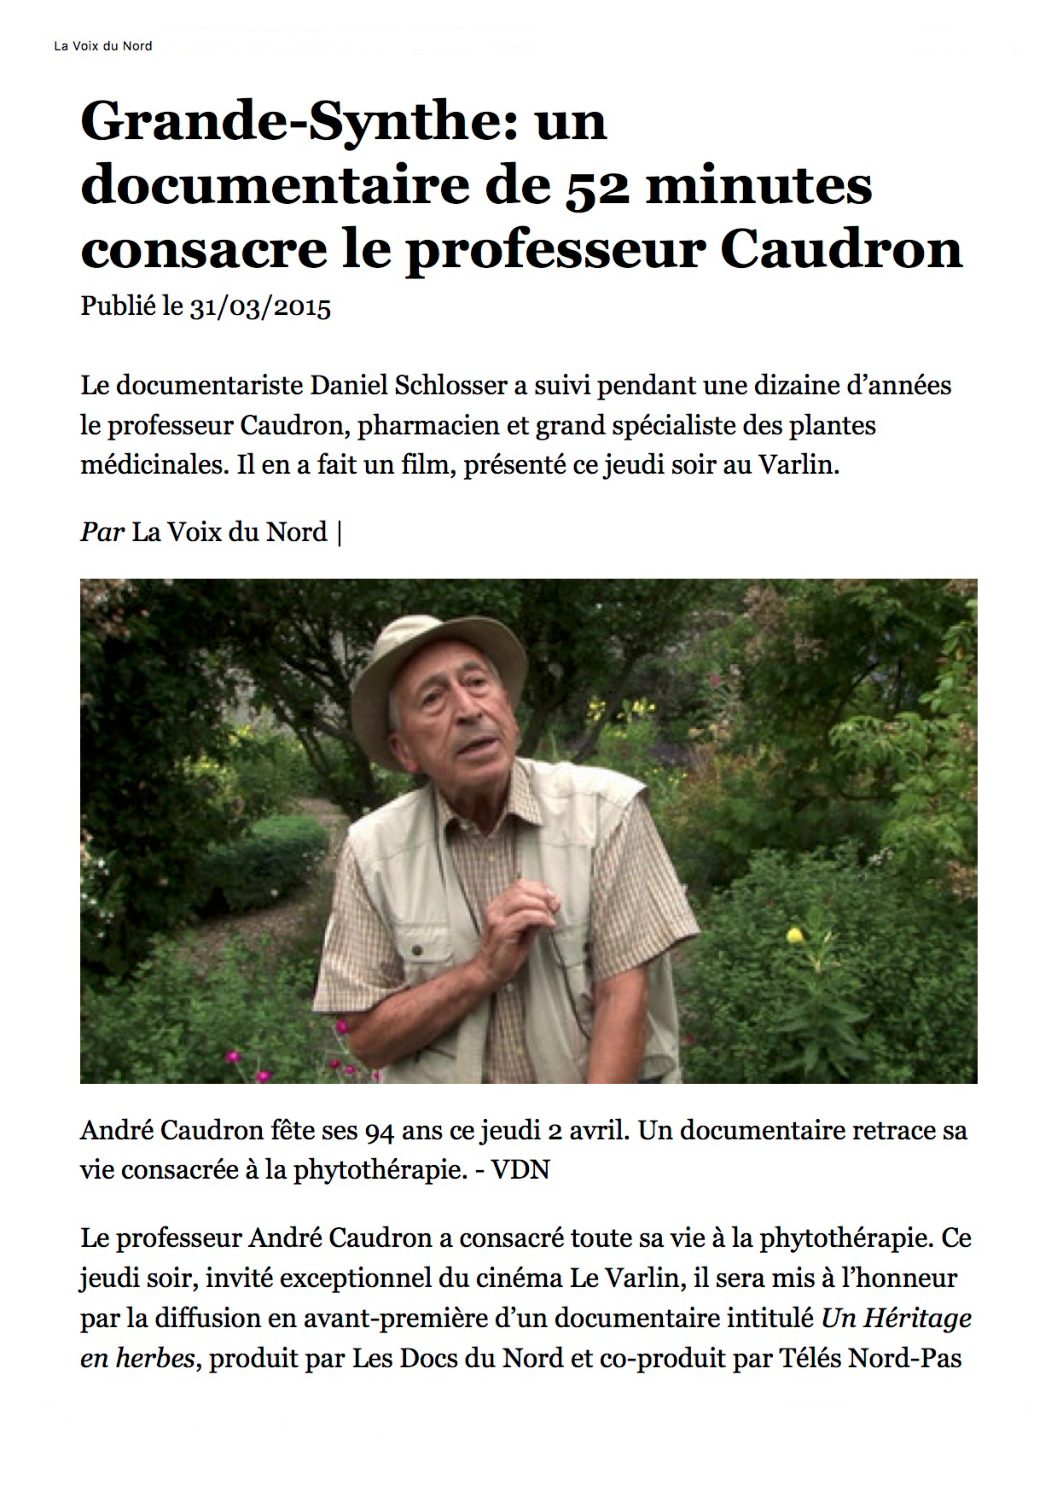 La Voix du Nord
Grande-Synthe: un
documentaire de 52 minutes
consacre le professeur Caudron
Publié le 31/03/2015
Le documentariste Daniel Schlosser a suivi pendant une dizaine d’années
le professeur Caudron, pharmacien et grand spécialiste des plantes
médicinales. Il en a fait un film, présenté ce jeudi soir au Varlin.
Par La Voix du Nord |
André Caudron fête ses 94 ans ce jeudi 2 avril. Un documentaire retrace sa
vie consacrée à la phytothérapie. - VDN
Le professeur André Caudron a consacré toute sa vie à la phytothérapie. Ce
jeudi soir, invité exceptionnel du cinéma Le Varlin, il sera mis à l’honneur
par la diffusion en avant-première d’un documentaire intitulé Un Héritage
en herbes, produit par Les Docs du Nord et co-produit par Télés Nord-Pas